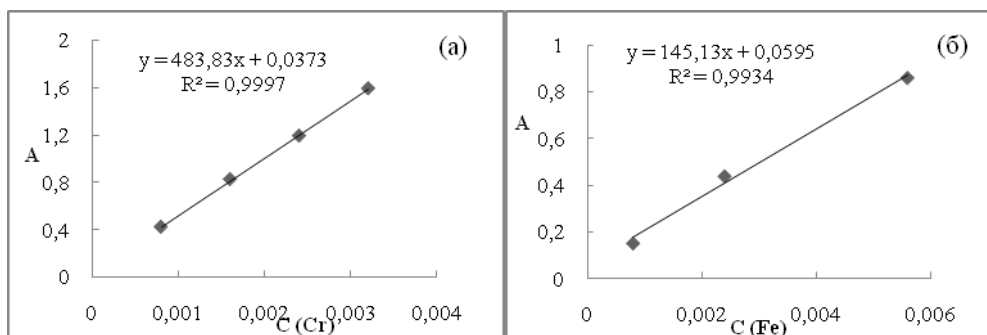 2
(а)
y = 483,83x + 0,0373
R² = 0,9997
1,6
1,2
A
0,8
0,4
0
0
0,001
0,002
0,003
0,004
C (Cr)
1
(б)
y = 145,13x + 0,0595
R² = 0,9934
0,8
A
0,6
0,4
0,2
0
0
0,002
0,004
0,006
C (Fe)